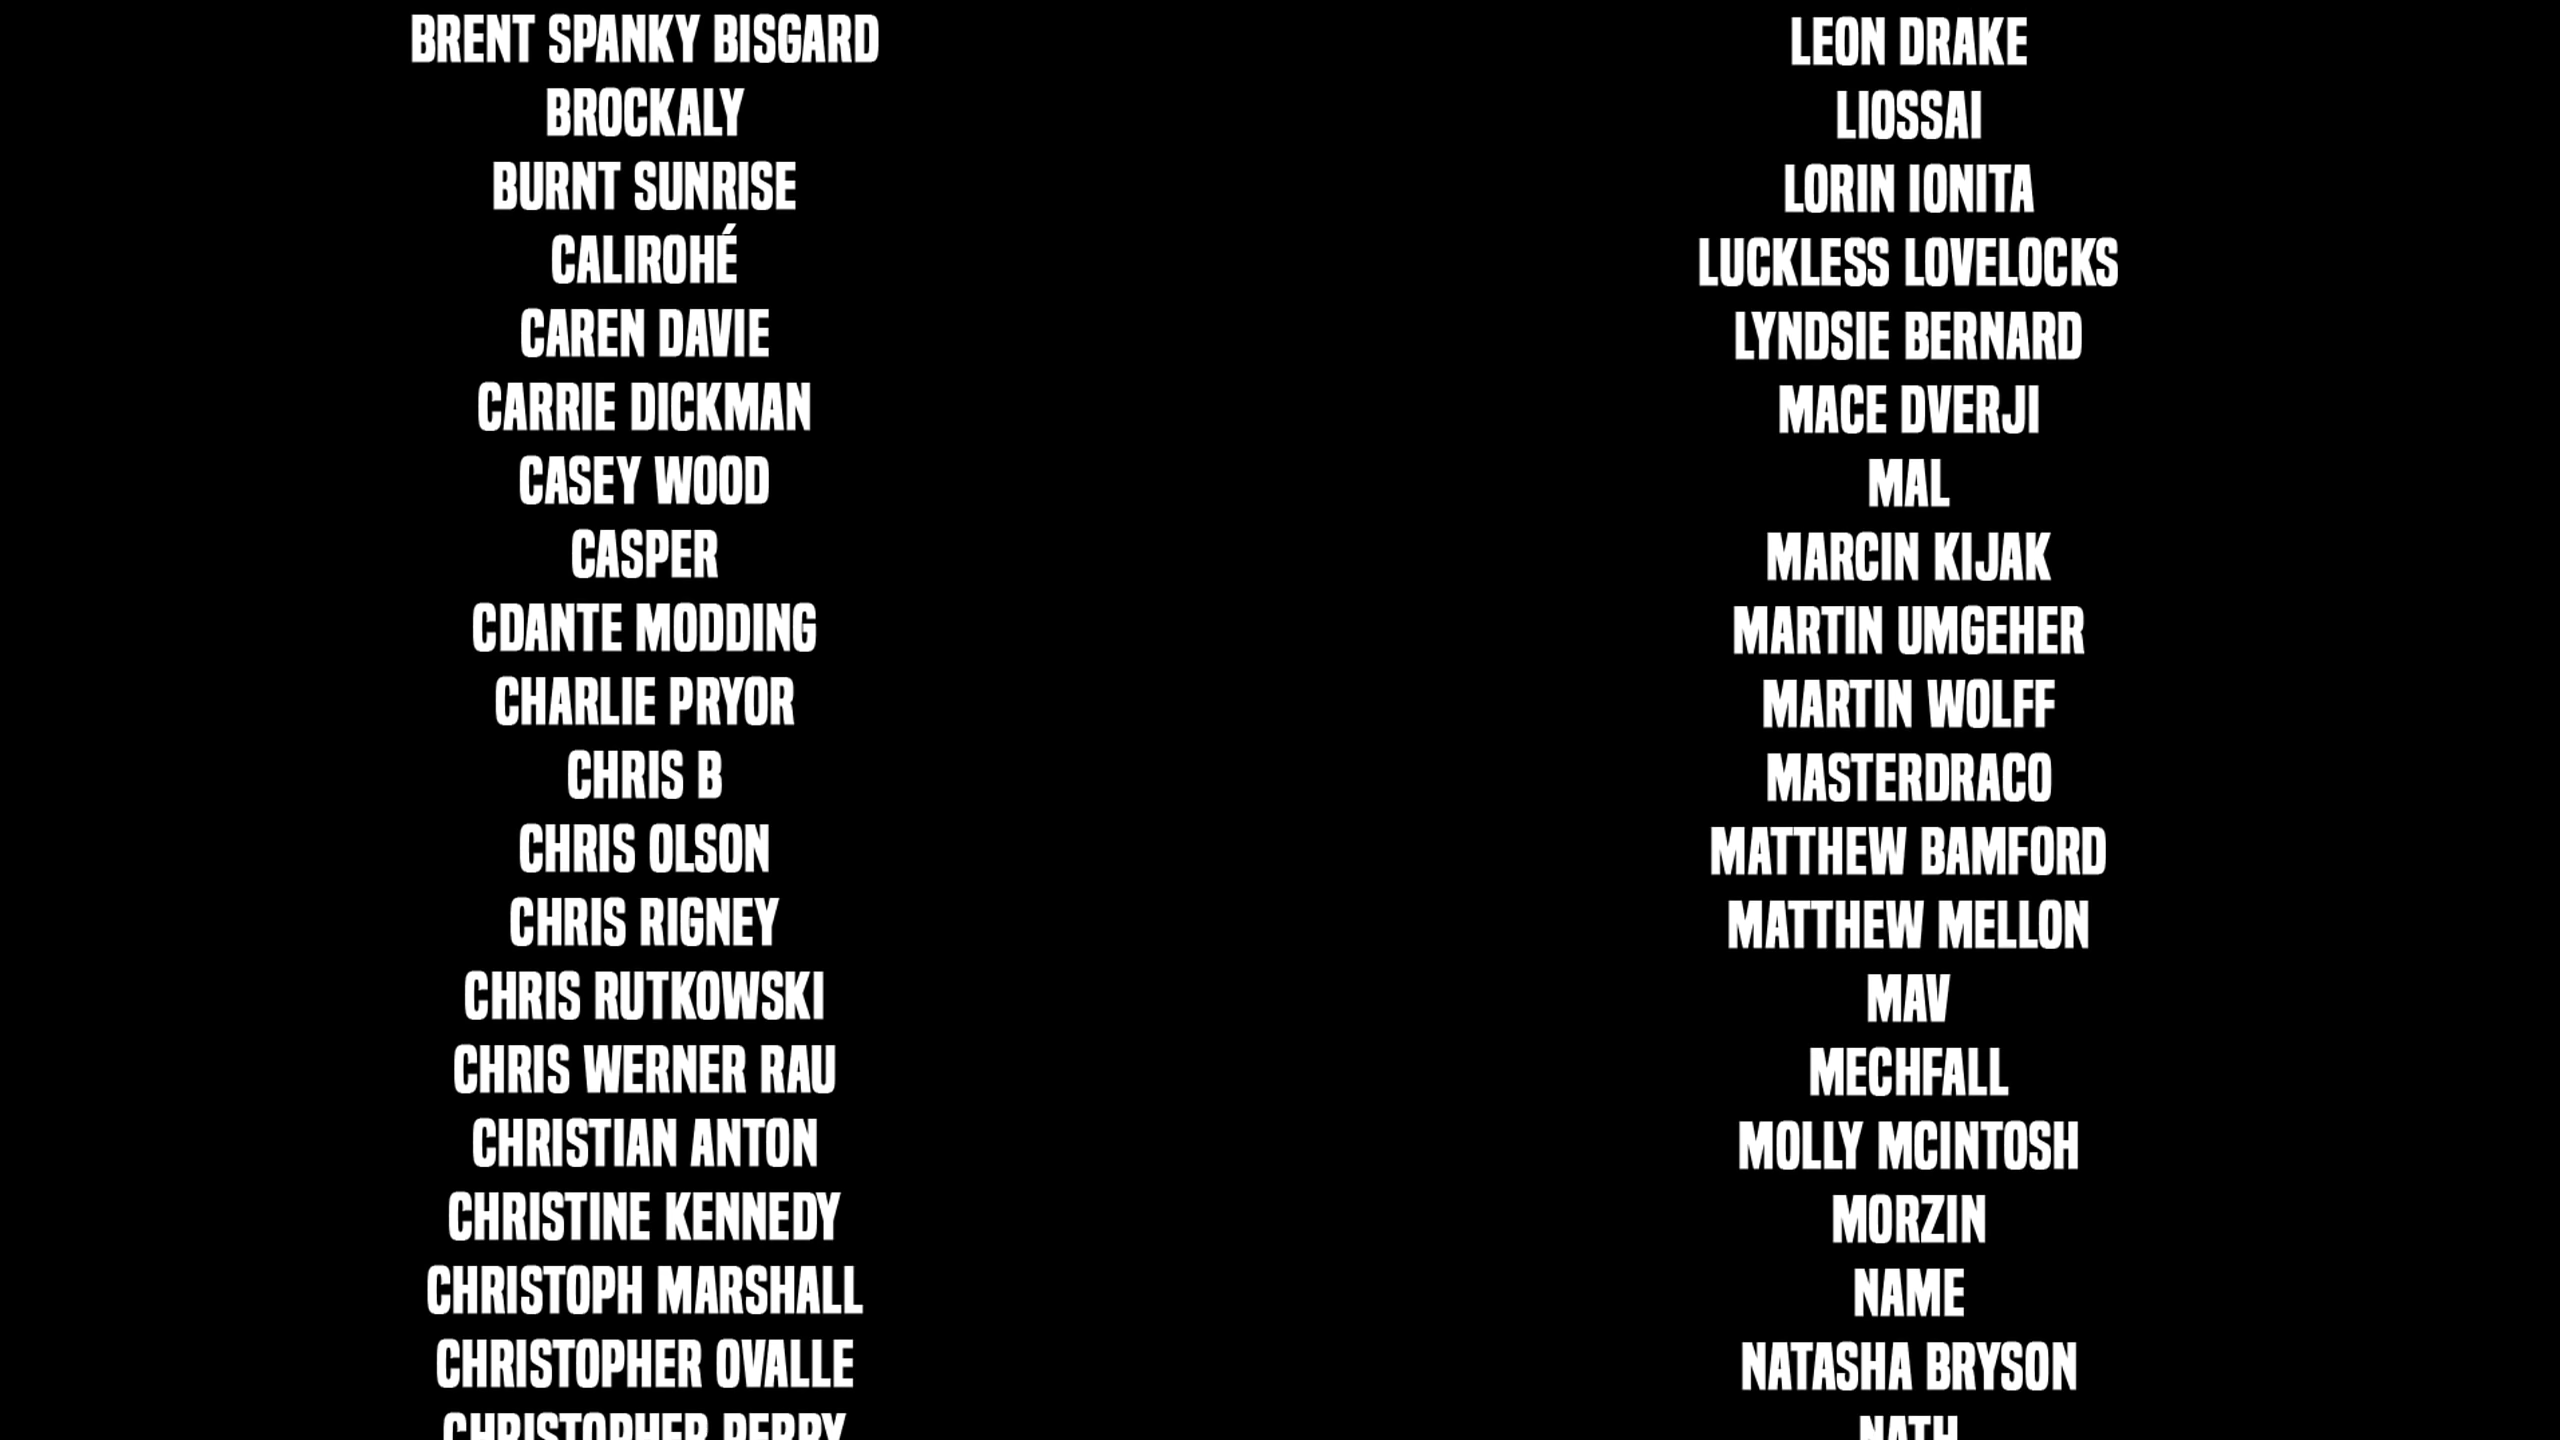 BRENT SPANKY BISGARD
BROCKALY
BURNT SUNRISE
CALIROHÉ
CAREN DAVIE
CARRIE DICKMAN
CASEY WOOD
CASPER
CDANTE MODDING
CHARLIE PRYOR
CHRIS B
CHRIS OLSON
CHRIS RIGNEY
CHRIS RUTKOWSKI
CHRIS WERNER RAU
CHRISTIAN ANTON
CHRISTINE KENNEDY
CHRISTOPH MARSHALL
CHRISTOPHER OVALLE
CHRISTOPHER PERRY
LEON DRAKE
LIOSSAI
LORIN IONITA
LUCKLESS LOVELOCKS
LYNDSIE BERNARD
MACE DVERJI
MAL
MARCIN KIJAK
MARTIN UMGEHER
MARTIN WOLFF
MASTERDRACO
MATTHEW BAMFORD
MATTHEW MELLON
MAV
MECHFALL
MOLLY MCINTOSH
MORZIN
NAME
NATASHA BRYSON
NATH